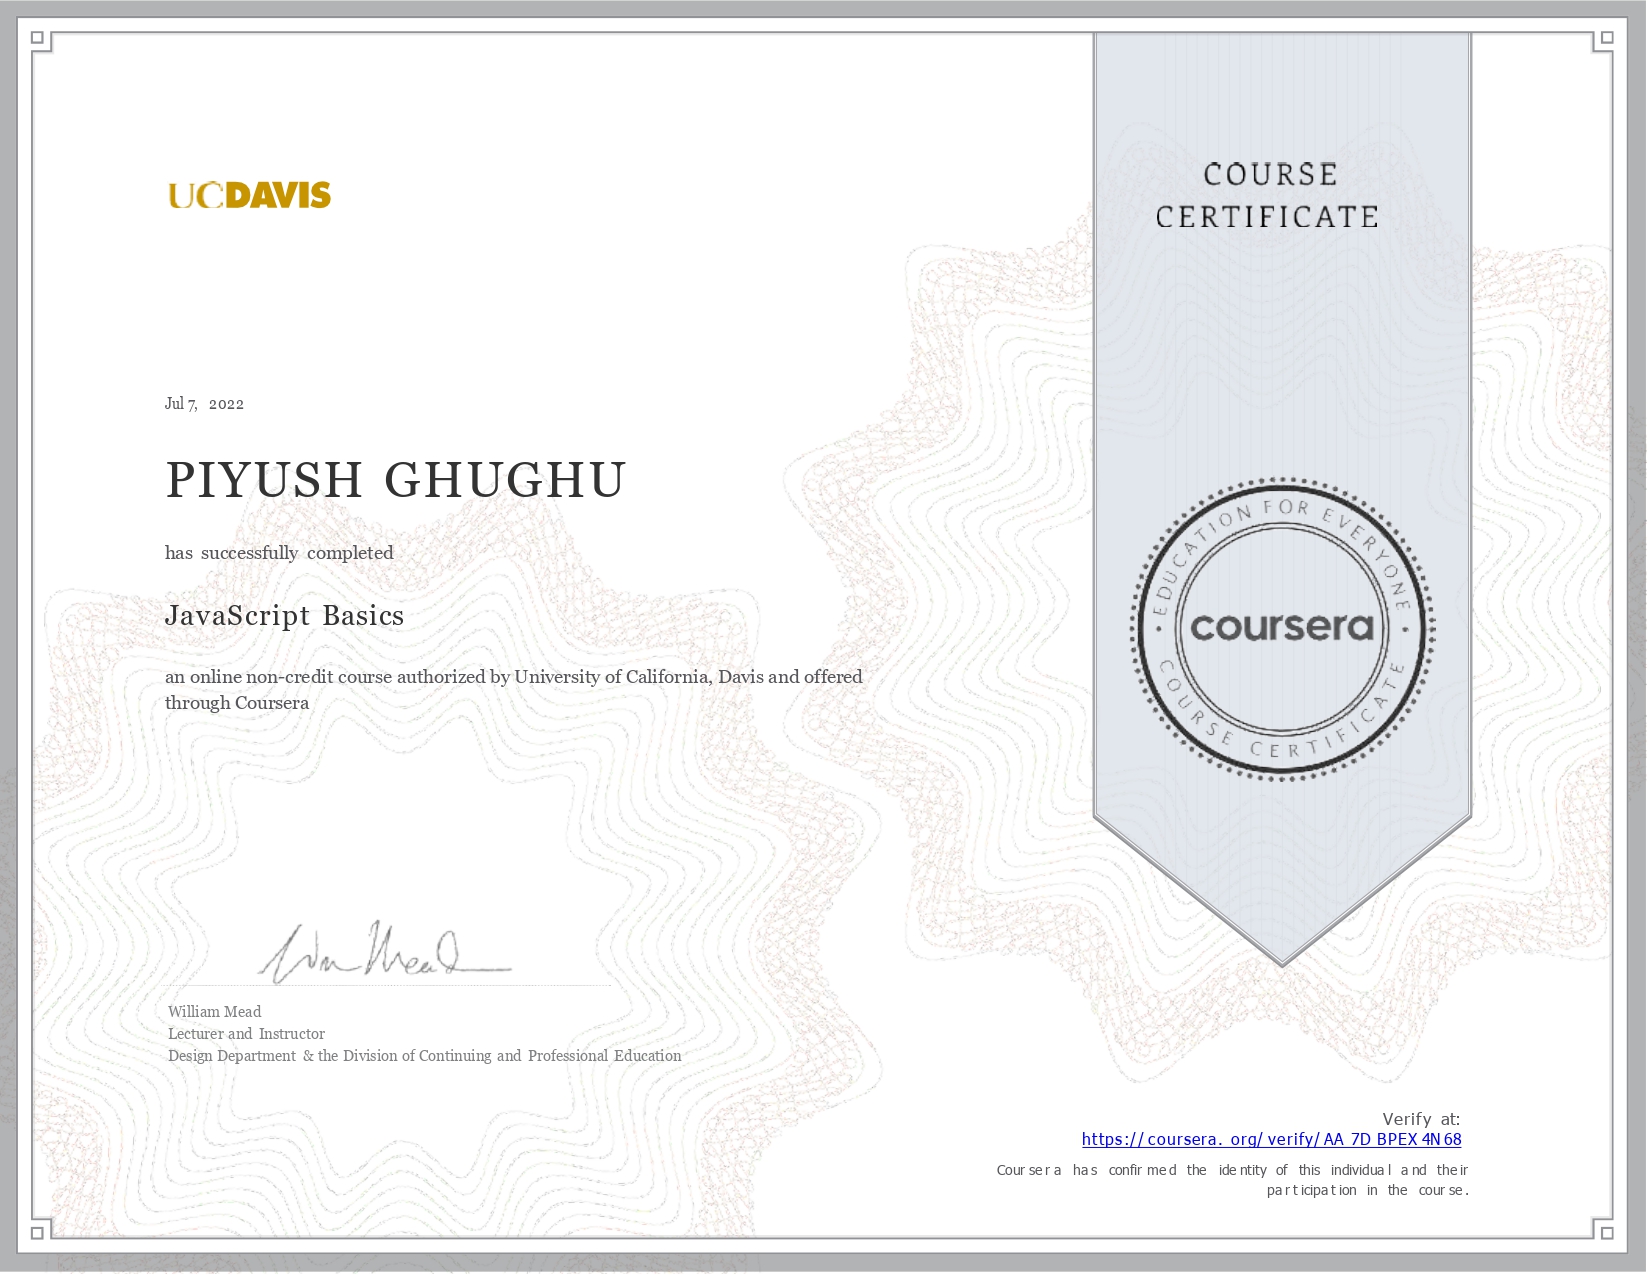 UCDAVIS
COURSE
CERTIFICATE
Jul 7, 2022
PIYUSH GHUGHU
has successfully completed
JavaScript Basics
an online non-credit course authorized by University of California, Davis and offered
through Coursera
EDUCATION FOR EVERYONE
coursera
COURSE CERTIFICATE
William Mead
Lecturer and Instructor
Design Department & the Division of Continuing and Professional Education
Verify at:
https://coursera.org/verify/AA7DBPEX4N68
Coursera has confirmed the identity of this individual and their
participation in the course.